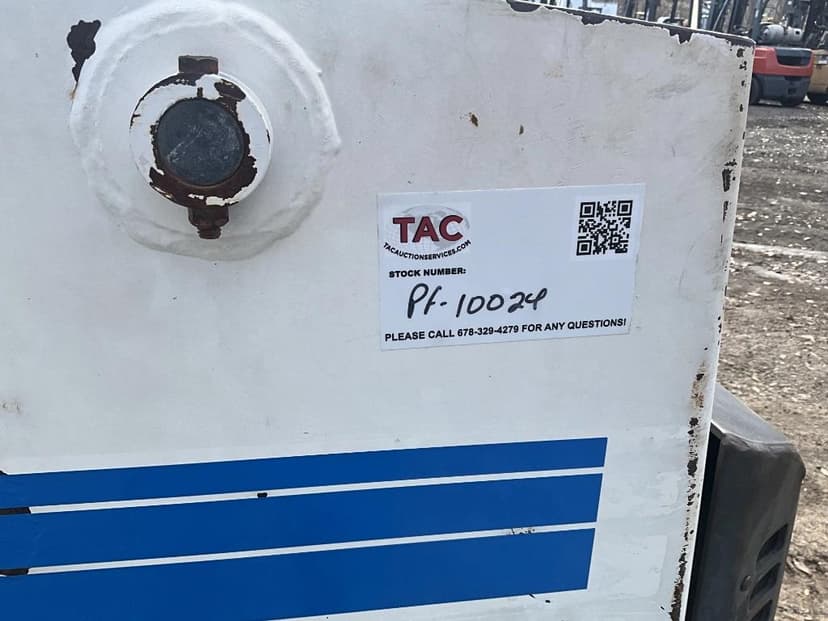 TAC
TACAUCTIONSERVICES.COM
STOCK NUMBER:
Pf-10024
PLEASE CALL 678-329-4279 FOR ANY QUESTIONS!